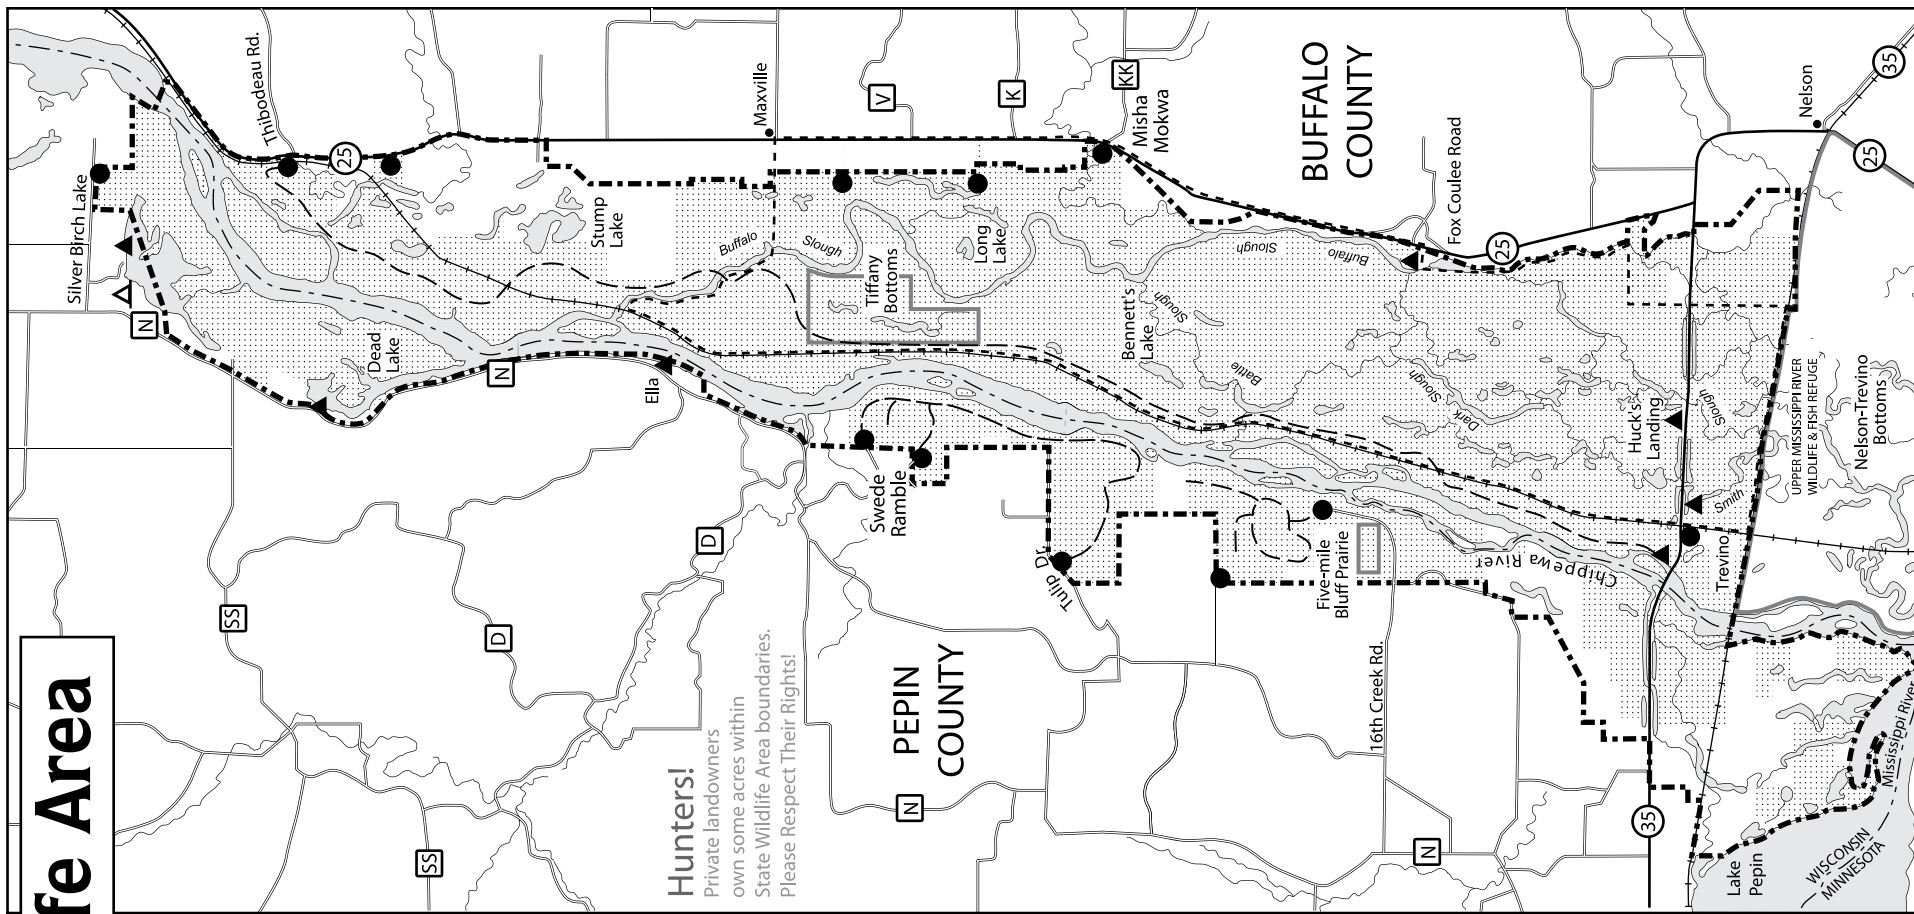 fe Area
Silver Birch Lake
N
Thibodeau Rd.
25
Dead
Lake
N
Stump
Lake
Ella
Maxville
V
K
KK
Misha
Mokwa
BUFFALO
COUNTY
Buffalo
Slough
Tiffany
Bottoms
Long
Lake
Bennett's
Lake
Slough
Slough
Buffalo
Fox Coulee Road
25
Nelson
35
25
Battle
Slough
Dark
Huck's
Landing
Slough
Smith
UPPER MISSISSIPPI RIVER
WILDLIFE & FISH REFUGE
Nelson-Trevino
Bottoms
Swede
Ramble
Tulip Dr.
Five-mile
Bluff Prairie
Chippewa River
Trevino
SS
D
D
SS
Hunters!
Private landowners
own some acres within
State Wildlife Area boundaries.
Please Respect Their Rights!
PEPIN
COUNTY
N
16th Creek Rd.
N
35
Lake
Pepin
Mississippi River
WISCONSIN
MINNESOTA